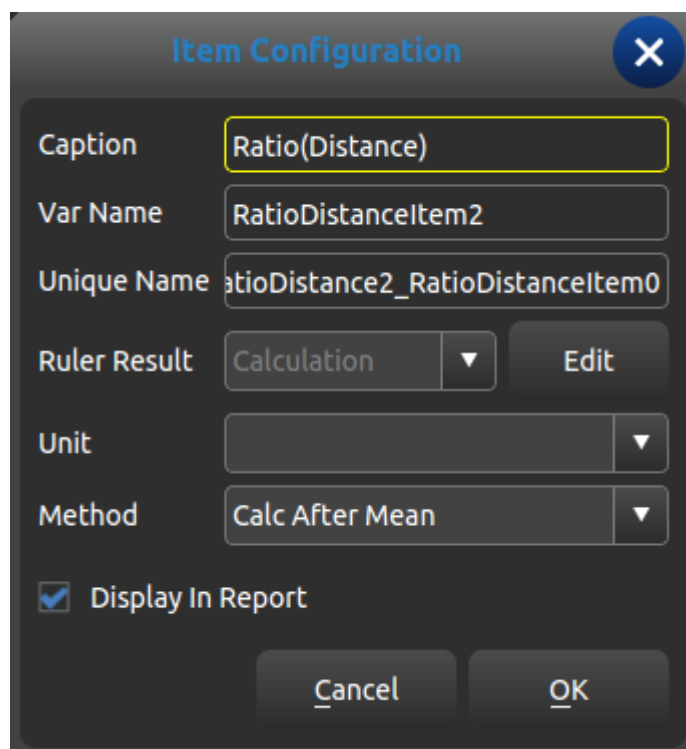 Item Configuration
Caption Ratio(Distance)
Var Name RatioDistanceItem2
Unique Name atioDistance2_RatioDistanceItem0
Ruler Result Calculation Edit
Unit
Method Calc After Mean
Display In Report
Cancel OK